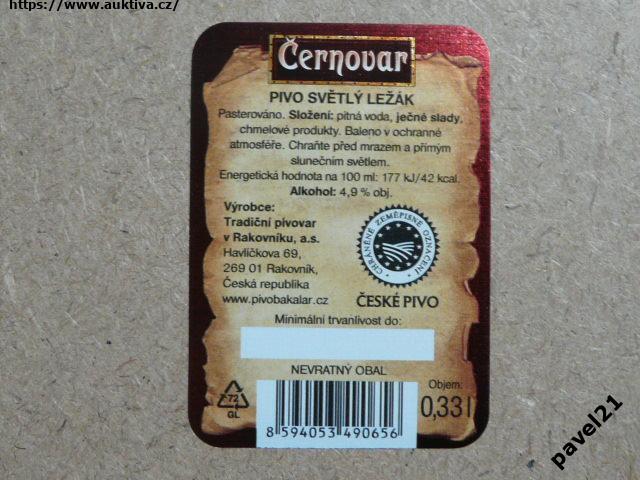 https://www.auktiva.cz/
Černovar
PIVO SVĚTLÝ LEŽÁK
Pasterováno. Složení: pitná voda, ječné slady,
chmelové produkty. Baleno v ochranné
atmosféře. Chraňte před mrazem a přímým
slunečním světlem.
Energetická hodnota na 100 ml: 177 kJ/42 kcal.
Alkohol: 4,9 % obj.
Výrobce:
Tradiční pivovar
v Rakovníku, a.s.
Havlíčkova 69,
269 01 Rakovník,
Česká republika
www.pivobakalar.cz
CHRÁNĚNÉ ZEMĚPISNÉ OZNAČENÍ
ČESKÉ PIVO
Minimální trvanlivost do:
NEVRATNÝ OBAL
72
GL
8 594053 490656
Objem:
0,33 l
pavel21